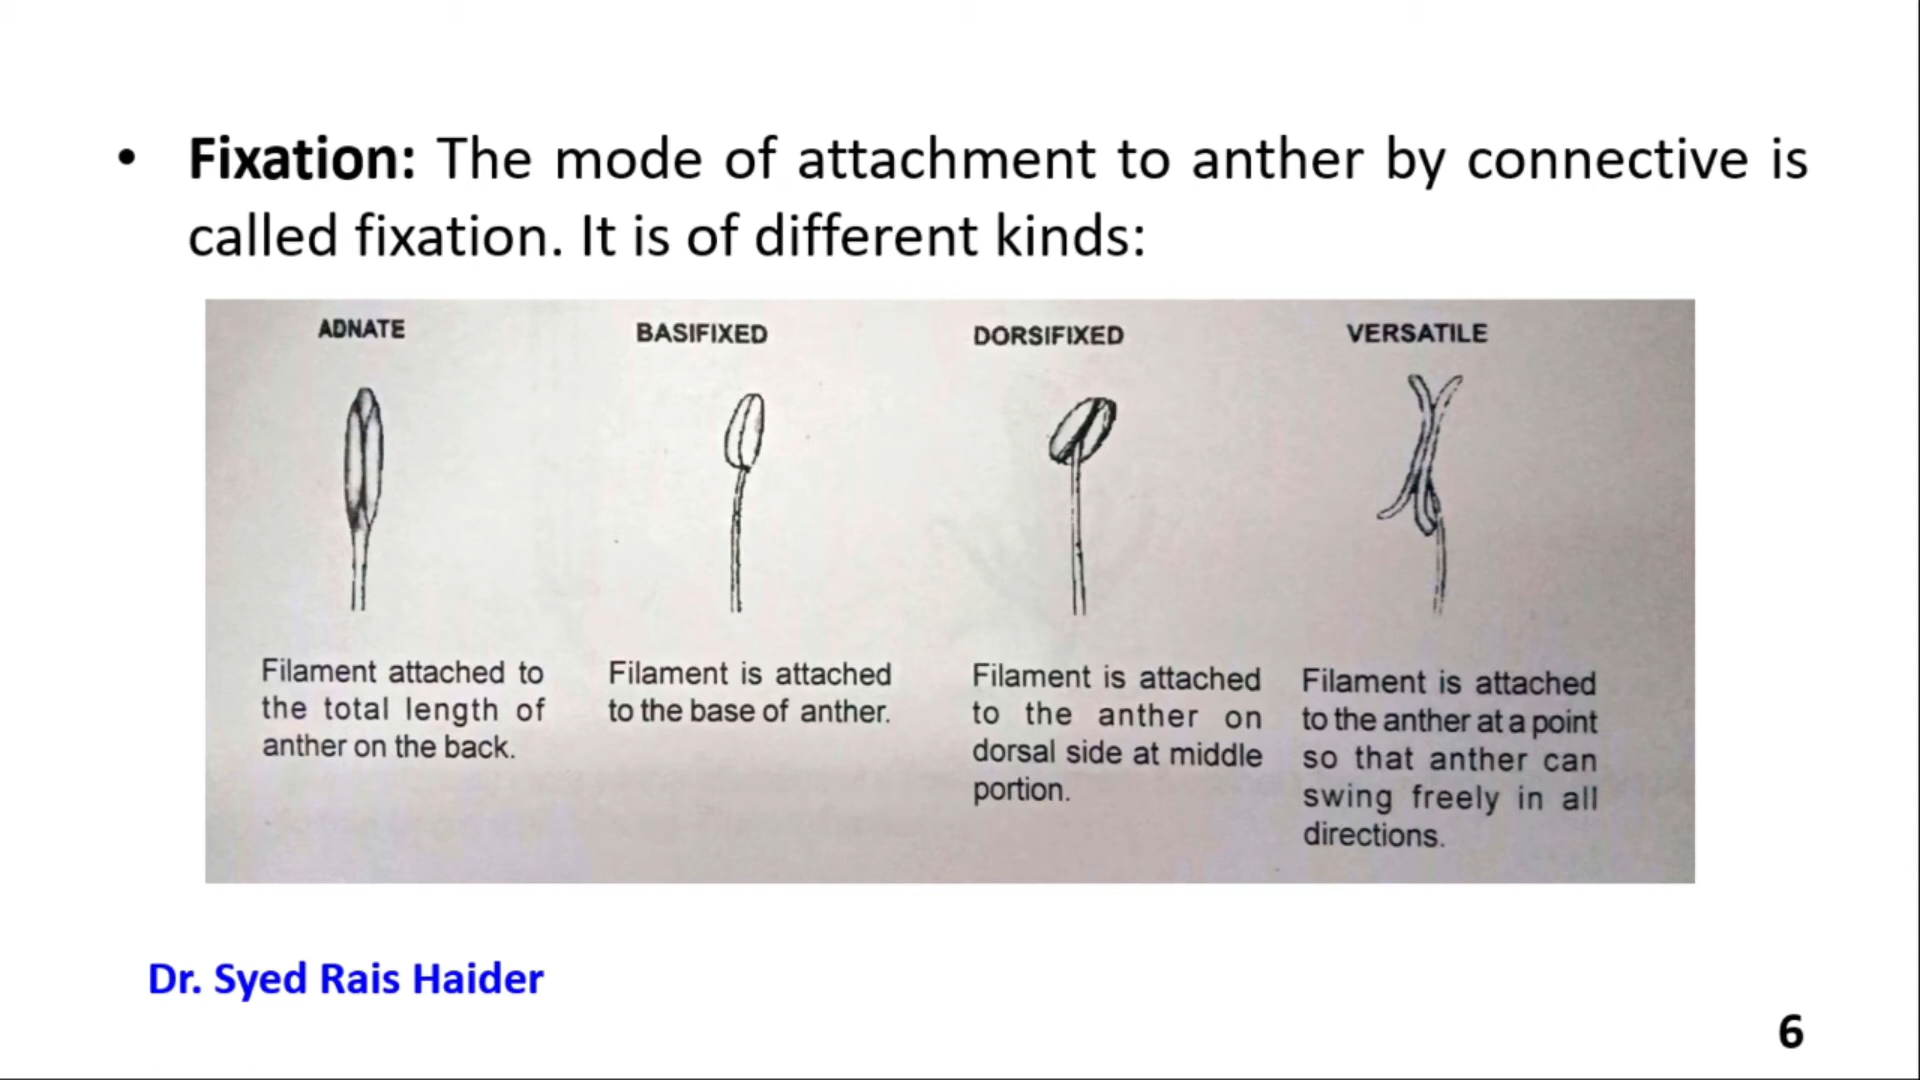 • Fixation: The mode of attachment to anther by connective is
called fixation. It is of different kinds:
ADNATE
BASIFIXED
DORSIFIXED
VERSATILE
Filament attached to
the total length of
anther on the back.
Filament is attached
to the base of anther.
Filament is attached
to the anther on
dorsal side at middle
portion.
Filament is attached
to the anther at a point
so that anther can
swing freely in all
directions.
Dr. Syed Rais Haider
6